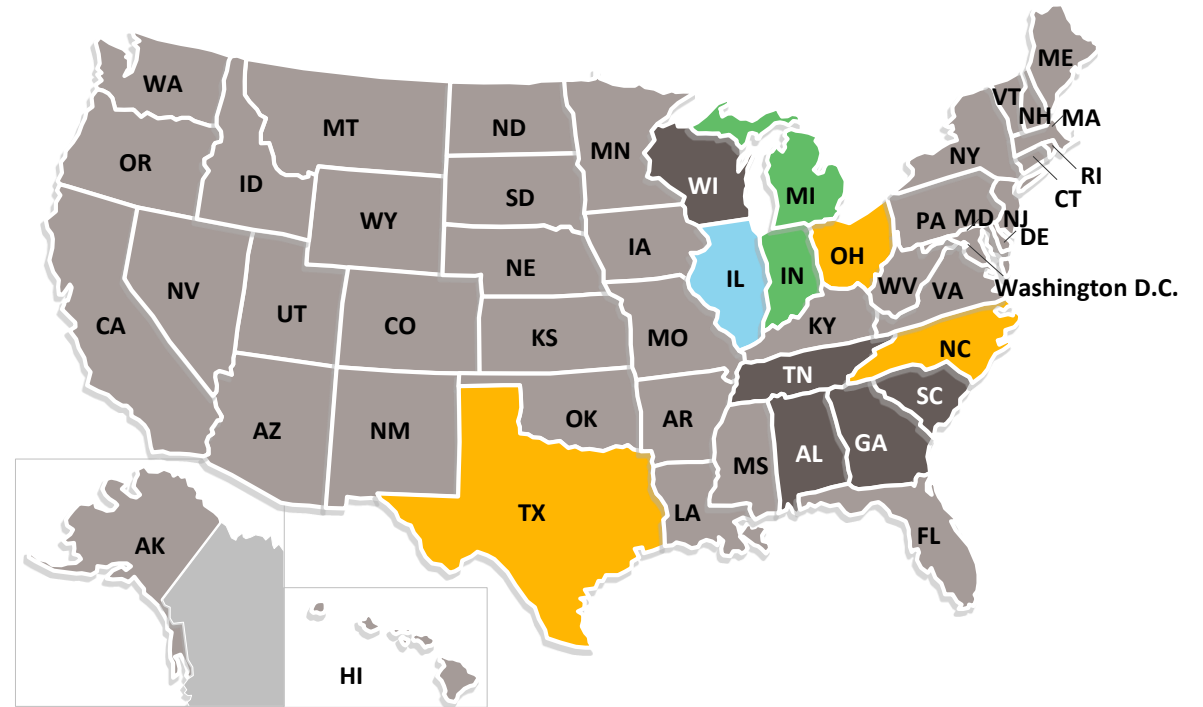 ME
WA
VT
MT
ND
NH
MA
MN
OR
NY
RI
ID
WI
SD
MI
CT
WY
PA
MD
NJ
DE
IA
OH
NE
IL
IN
WV
VA
Washington D.C.
NV
UT
CA
CO
KS
MO
KY
NC
TN
SC
AZ
NM
OK
AR
GA
AL
MS
TX
LA
FL
AK
HI